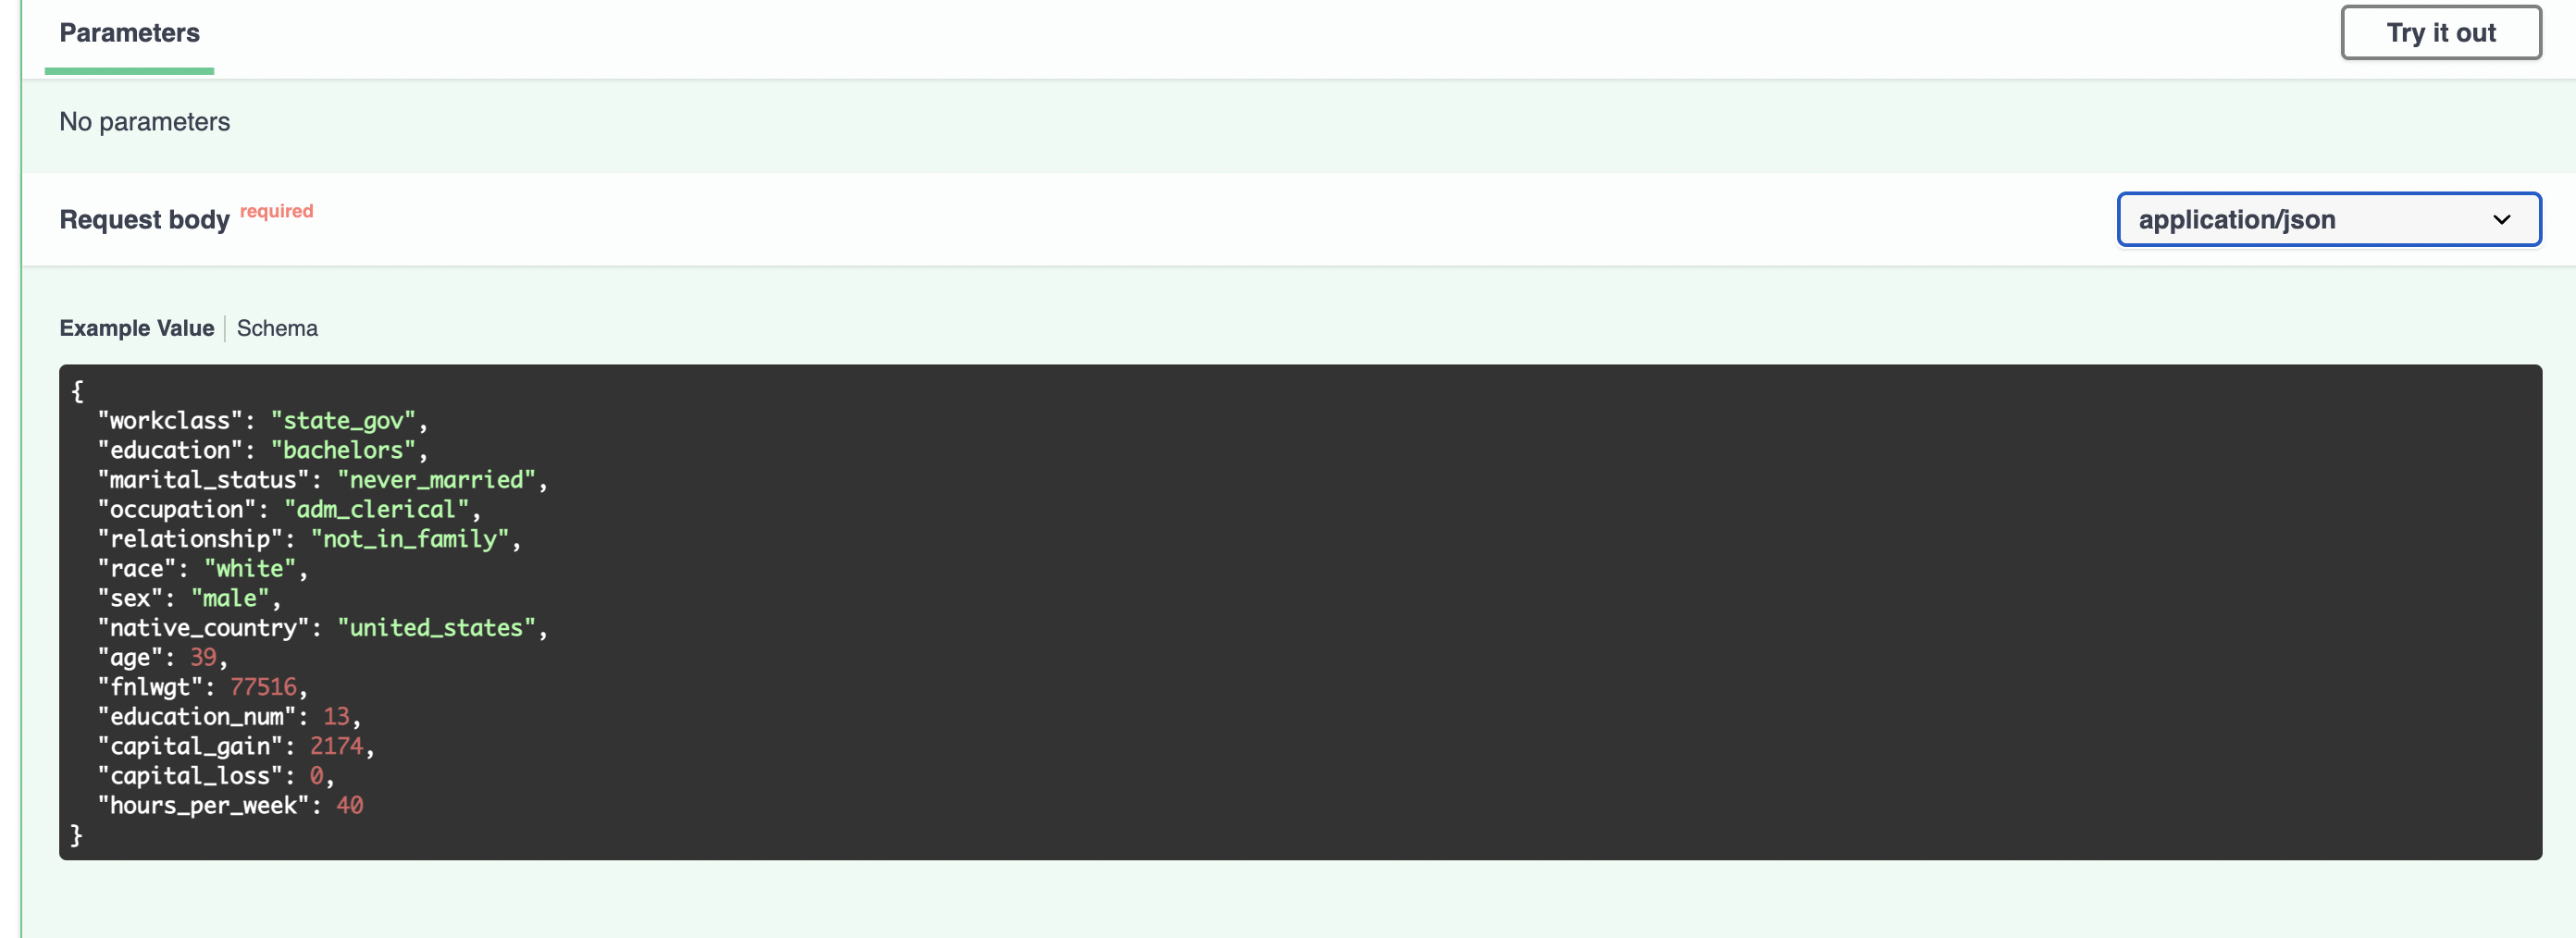 Parameters
Try it out
No parameters
Request body required
application/json
Example Value
Schema
{
  "workclass": "state_gov",
  "education": "bachelors",
  "marital_status": "never_married",
  "occupation": "adm_clerical",
  "relationship": "not_in_family",
  "race": "white",
  "sex": "male",
  "native_country": "united_states",
  "age": 39,
  "fnlwgt": 77516,
  "education_num": 13,
  "capital_gain": 2174,
  "capital_loss": 0,
  "hours_per_week": 40
}